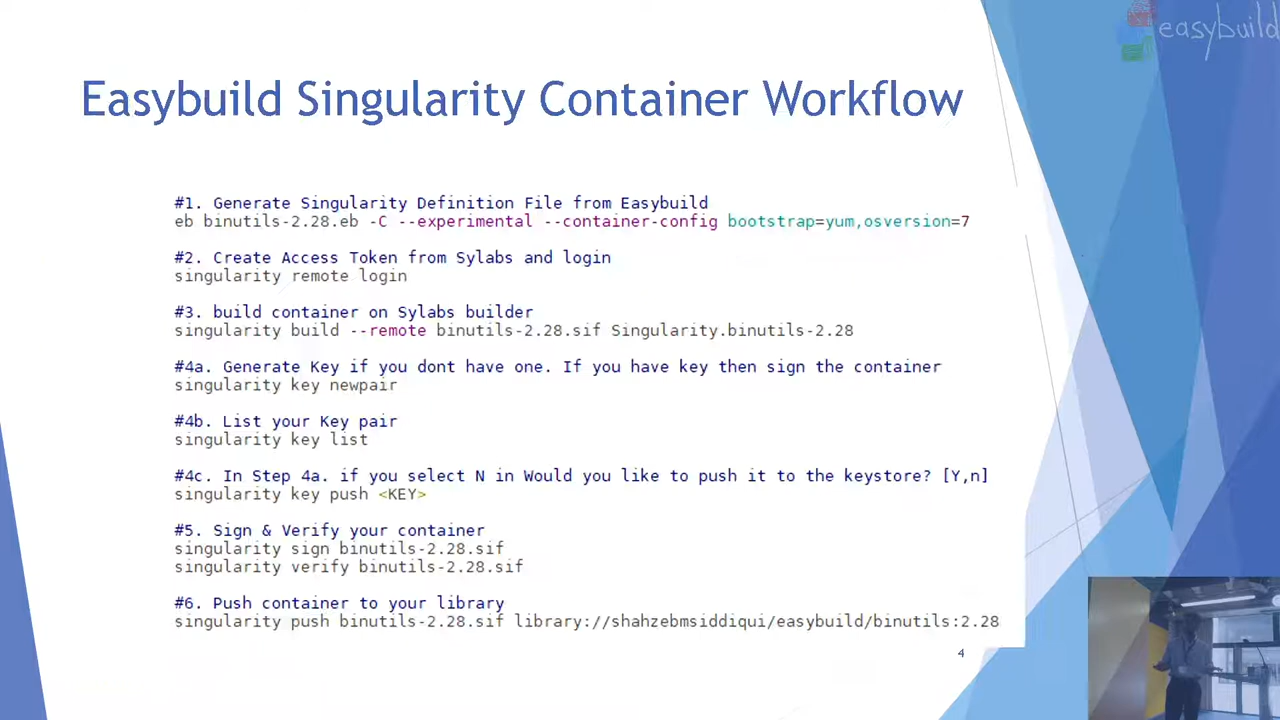 easybuild
Easybuild Singularity Container Workflow
#1. Generate Singularity Definition File from Easybuild
eb binutils-2.28.eb -C --experimental --container-config bootstrap=yum,osversion=7
#2. Create Access Token from Sylabs and login
singularity remote login
#3. build container on Sylabs builder
singularity build --remote binutils-2.28.sif Singularity.binutils-2.28
#4a. Generate Key if you dont have one. If you have key then sign the container
singularity key newpair
#4b. List your Key pair
singularity key list
#4c. In Step 4a. if you select N in Would you like to push it to the keystore? [Y,n]
singularity key push <KEY>
#5. Sign & Verify your container
singularity sign binutils-2.28.sif
singularity verify binutils-2.28.sif
#6. Push container to your library
singularity push binutils-2.28.sif library://shahzebmsiddiqui/easybuild/binutils:2.28
4